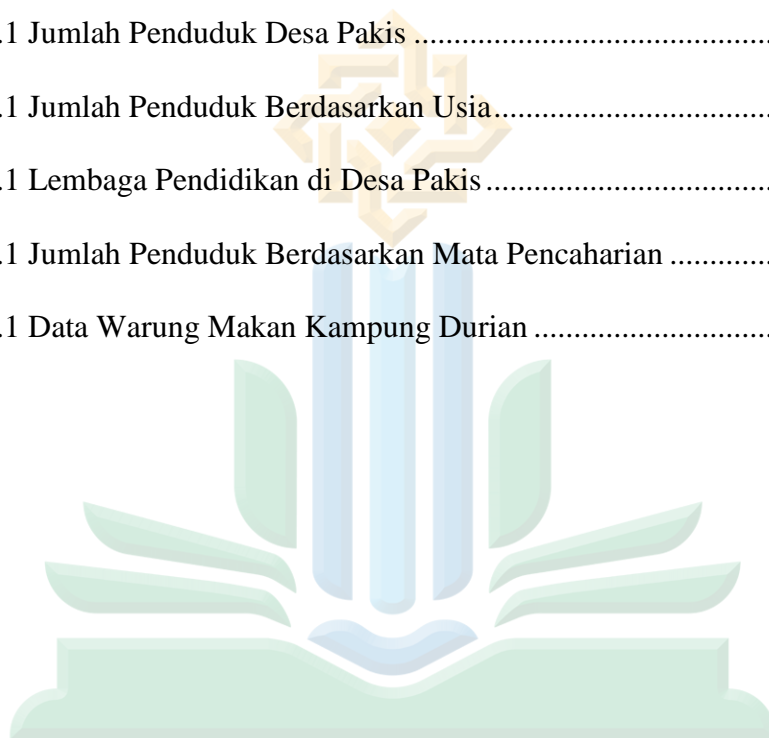 .1 Jumlah Penduduk Desa Pakis ........................................
.1 Jumlah Penduduk Berdasarkan Usia..............................
.1 Lembaga Pendidikan di Desa Pakis ...............................
.1 Jumlah Penduduk Berdasarkan Mata Pencaharian ...........
.1 Data Warung Makan Kampung Durian ..........................